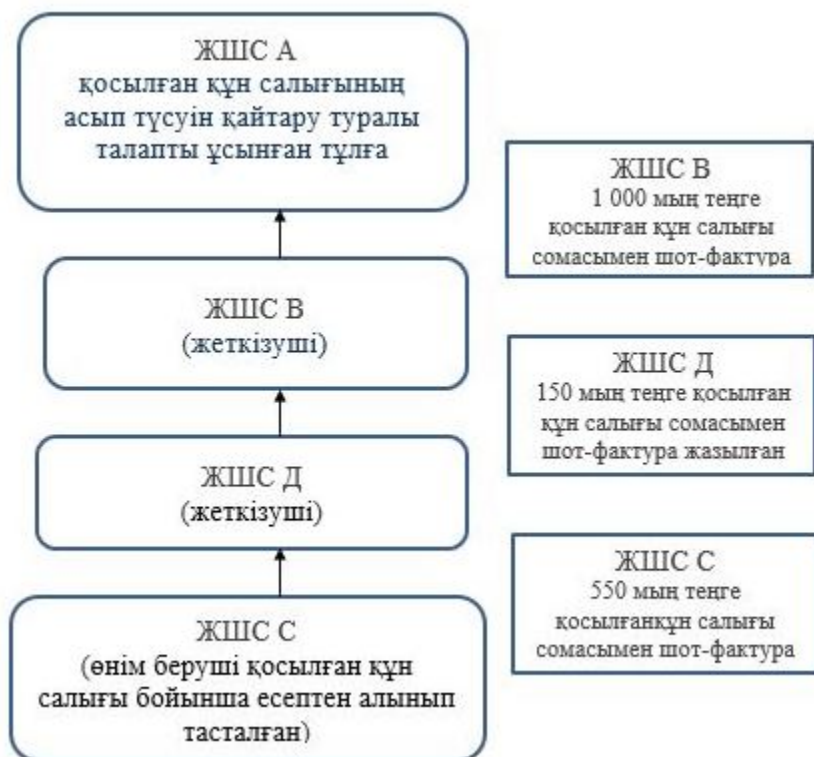 ЖШС А
қосылған құн салығының
асып түсуін қайтару туралы
талапты ұсынған тұлға
ЖШС В
1 000 мың теңге
қосылған құн салығы
сомасымен шот-фактура
ЖШС В
(жеткізуші)
ЖШС Д
150 мың теңге қосылған
құн салығы сомасымен
шот-фактура жазылған
ЖШС Д
(жеткізуші)
ЖШС С
550 мың теңге
қосылғанқұн салығы
сомасымен шот-фактура
ЖШС С
(өнім беруші қосылған құн
салығы бойынша есептен алынып
тасталған)